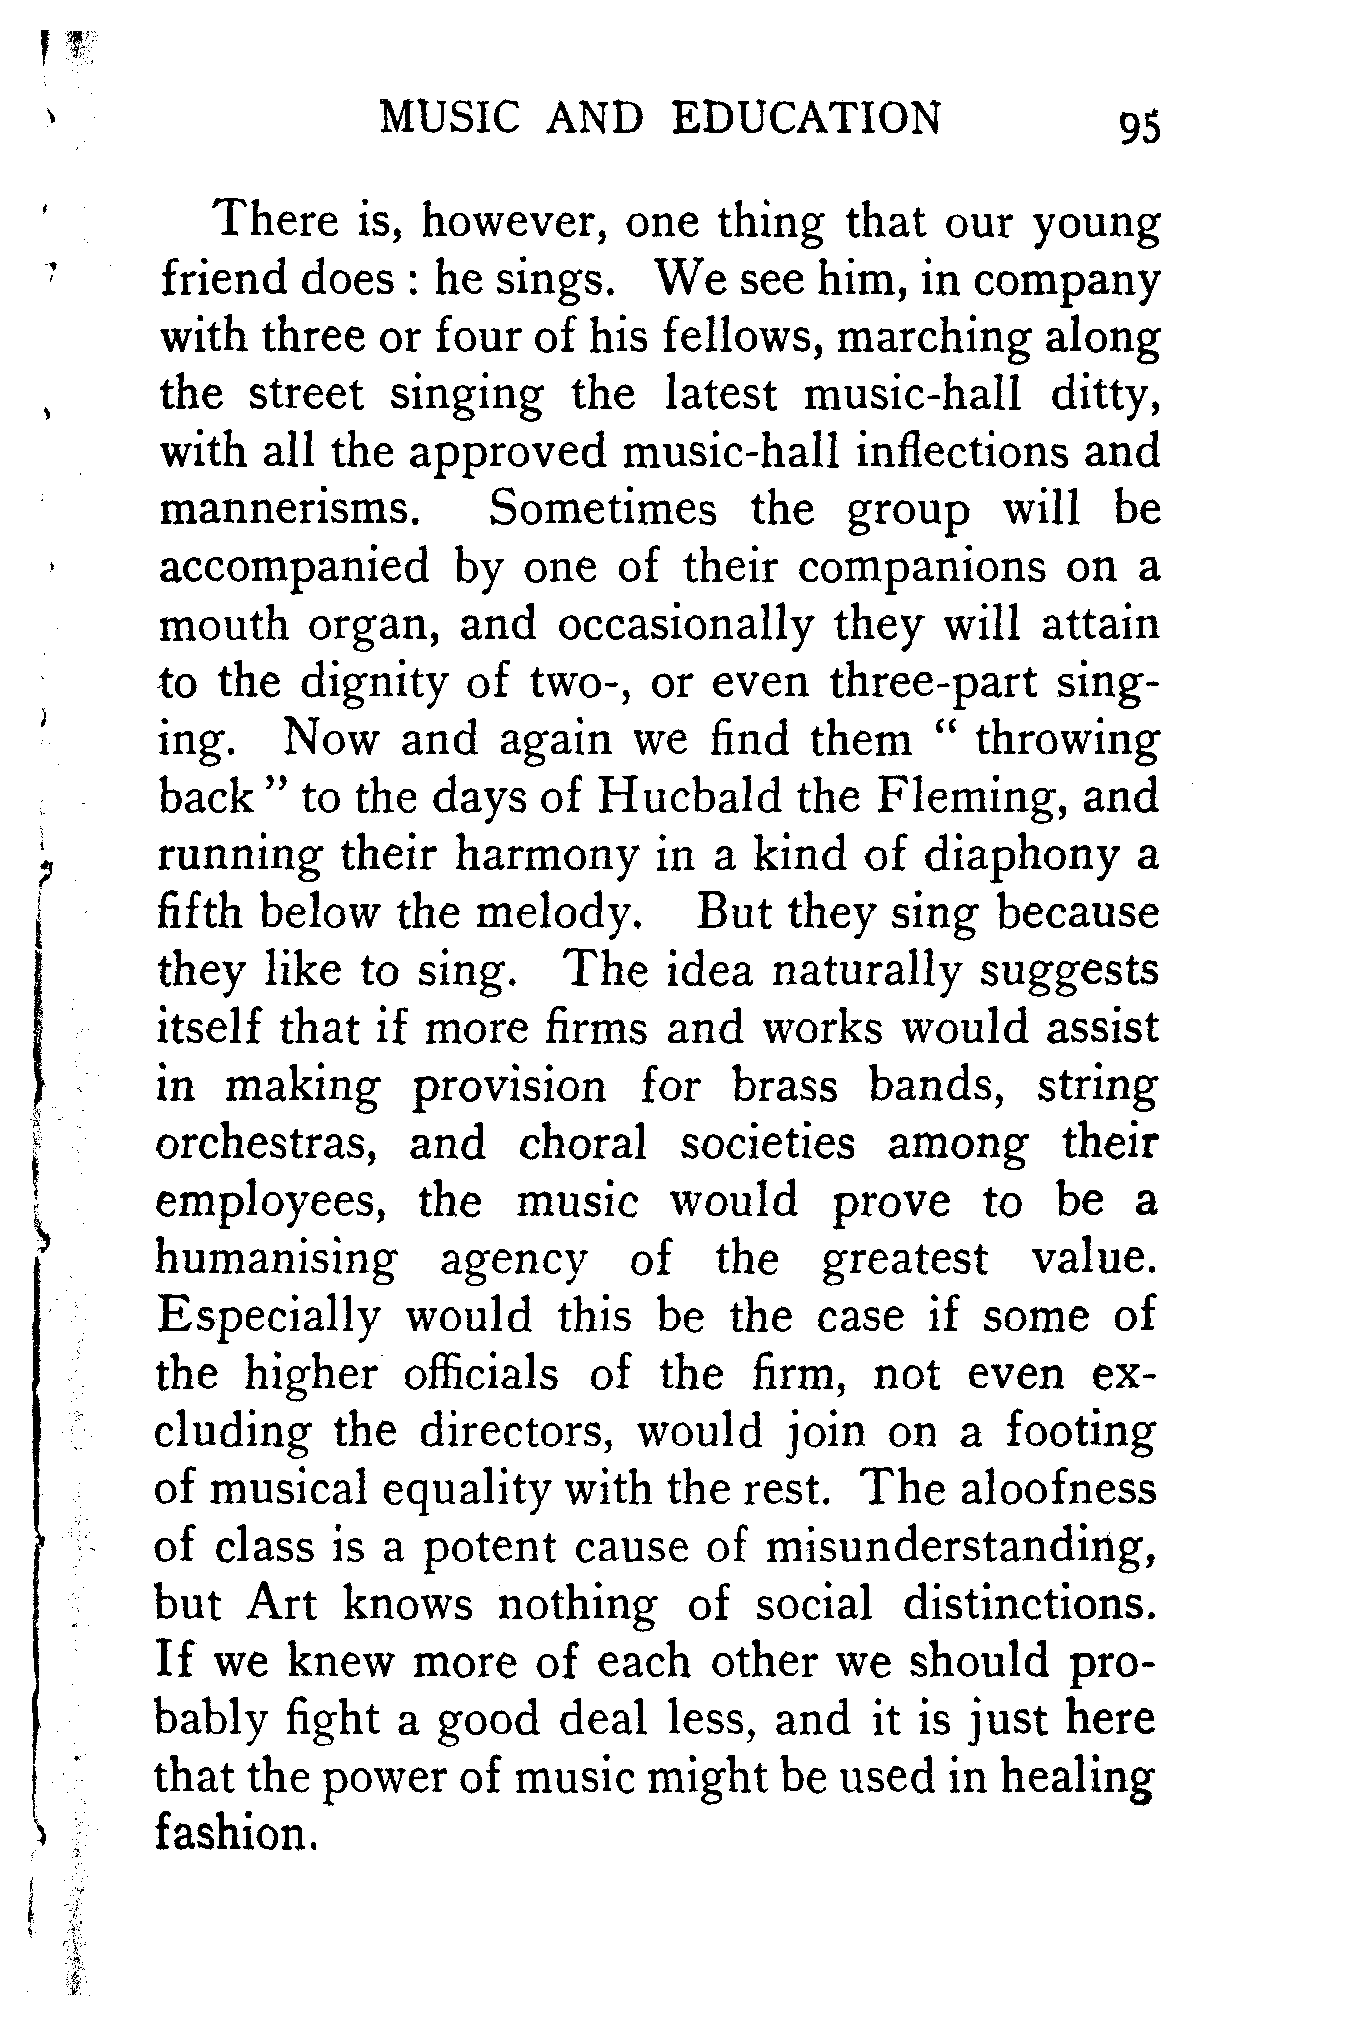 MUSIC AND EDUCATION 95
There is, however, one thing that our young
friend does : he sings. We see him, in company
with three or four of his fellows, marching along
the street singing the latest music-hall ditty,
with all the approved music-hall inflections and
mannerisms. Sometimes the group will be
accompanied by one of their companions on a
mouth organ, and occasionally they will attain
to the dignity of two-, or even three-part sing-
ing. Now and again we find them “ throwing
back ” to the days of Hucbald the Fleming, and
running their harmony in a kind of diaphony a
fifth below the melody. But they sing because
they like to sing. The idea naturally suggests
itself that if more firms and works would assist
in making provision for brass bands, string
orchestras, and choral societies among their
employees, the music would prove to be a
humanising agency of the greatest value.
Especially would this be the case if some of
the higher officials of the firm, not even ex-
cluding the directors, would join on a footing
of musical equality with the rest. The aloofness
of class is a potent cause of misunderstanding,
but Art knows nothing of social distinctions.
If we knew more of each other we should pro-
bably fight a good deal less, and it is just here
that the power of music might be used in healing
fashion.